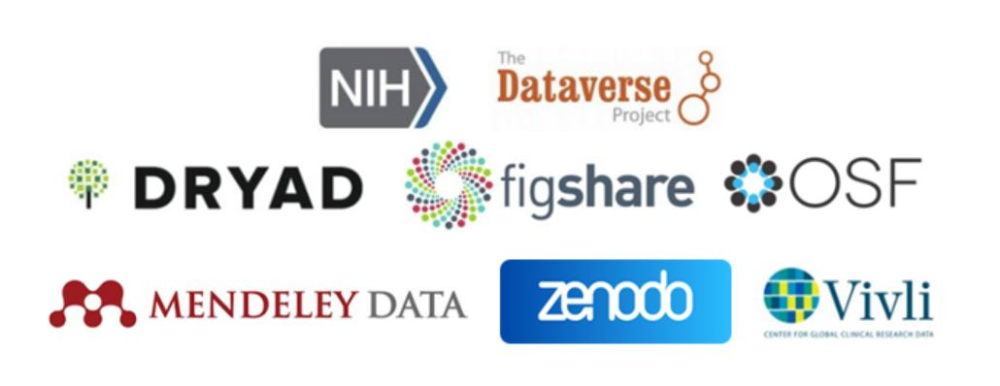 NIH
The
Dataverse
Project
DRYAD
figshare
OSF
MENDELEY DATA
zenodo
Vivli
CENTER FOR GLOBAL CLINICAL RESEARCH DATA